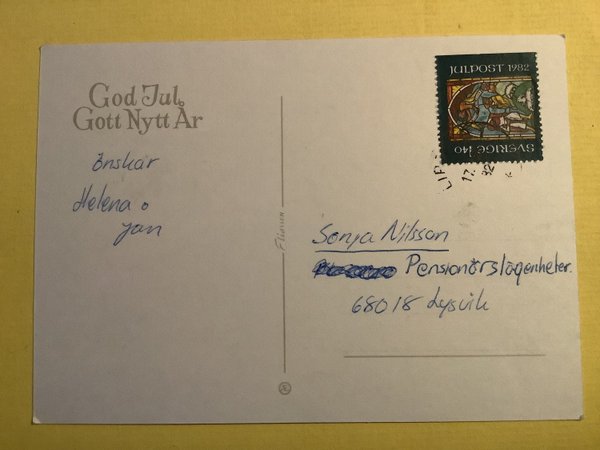 God Jul
Gott Nytt År
önskar
Helena o
Jan
JULPOST 1982
SVERIGE 140
Sonja Nilsson
Pensionärslägenheter.
68018 Lysvik